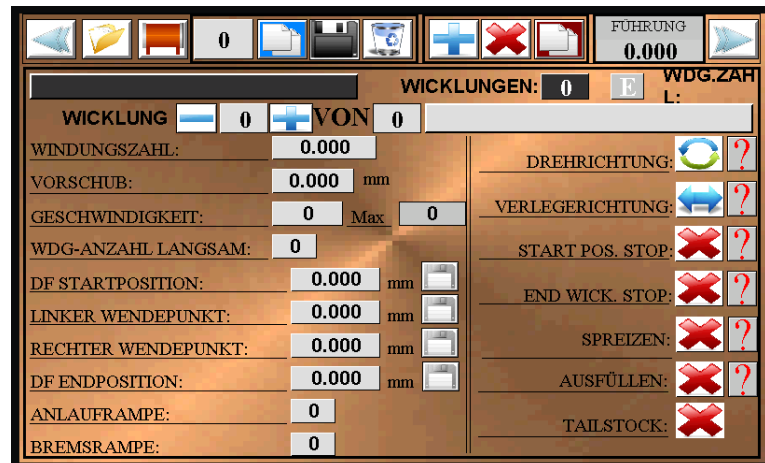 0 FÜHRUNG
0.000
WICKLUNGEN: 0 E WDG.ZAH
L:
WICKLUNG 0 VON 0
WINDUNGSZAHL: 0.000
VORSCHUB: 0.000 mm
GESCHWINDIGKEIT: 0 Max 0
WDG-ANZAHL LANGSAM: 0
DF STARTPOSITION: 0.000 mm
LINKER WENDEPUNKT: 0.000 mm
RECHTER WENDEPUNKT: 0.000 mm
DF ENDPOSITION: 0.000 mm
ANLAUFRAMPE: 0
BREMSRAMPE: 0
DREHRICHTUNG: ?
VERLEGERICHTUNG: ?
START POS. STOP: ?
END WICK. STOP: ?
SPREIZEN: ?
AUSFÜLLEN: ?
TAILSTOCK: